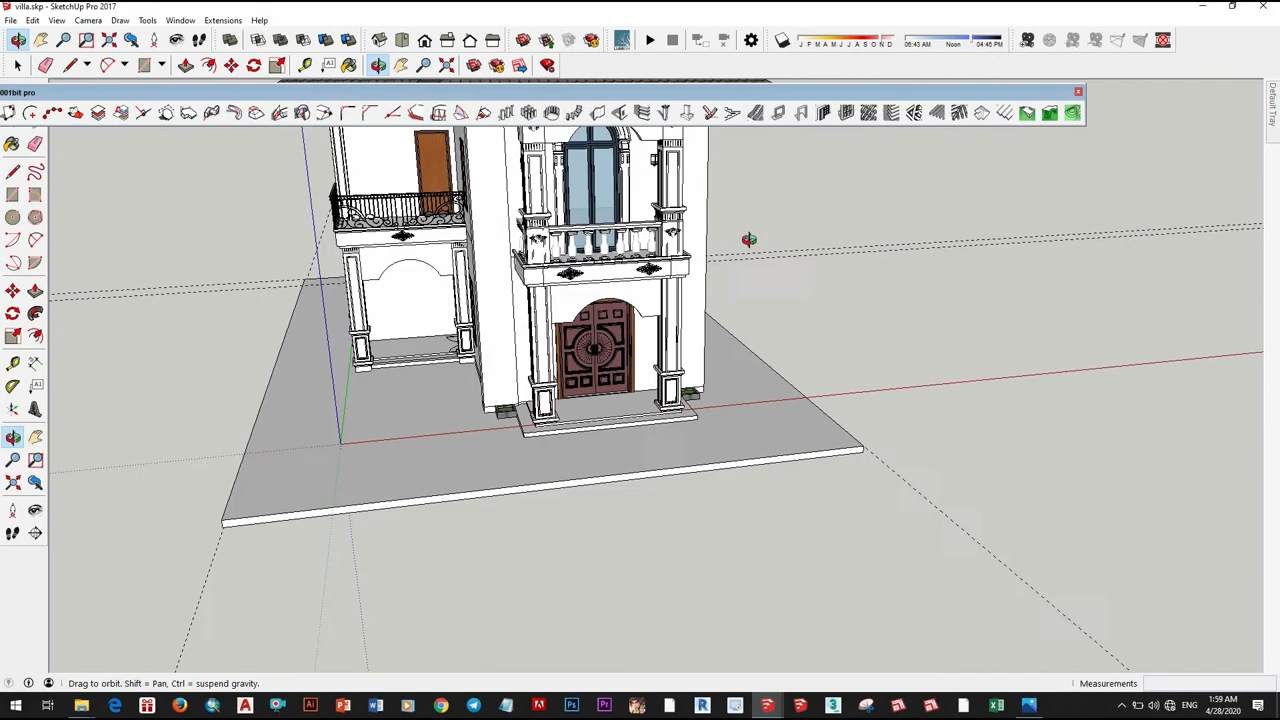 villa.skp - SketchUp Pro 2017
File Edit View Camera Draw Tools Window Extensions Help
J F M A M J J A S O N D 06:43 AM Noon 04:45 PM
001bit pro
Default Tray
Drag to orbit. Shift = Pan, Ctrl = suspend gravity.
Measurements
ENG
1:59 AM
4/28/2020